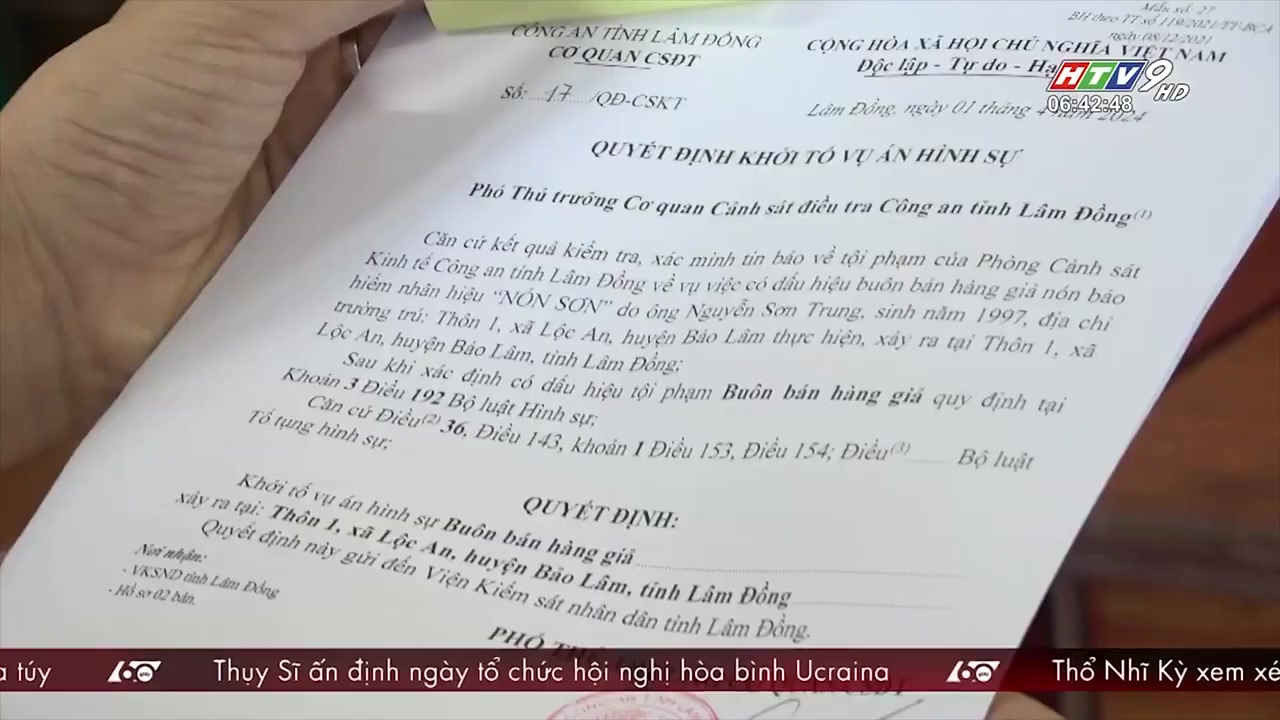 Mẫu số: 27
CÔNG AN TỈNH LÂM ĐỒNG
BH theo TT số 119/2021/TT-BCA
ngày 08/12/2021
CƠ QUAN CSĐT
CỘNG HÒA XÃ HỘI CHỦ NGHĨA VIỆT NAM
Độc lập - Tự do -
HTV9 HD
06:42:48
Số: 17 /QĐ-CSKT
Lâm Đồng, ngày 01 tháng 4 năm 2024
QUYẾT ĐỊNH KHỞI TỐ VỤ ÁN HÌNH SỰ
Phó Thủ trưởng Cơ quan Cảnh sát điều tra Công an tỉnh Lâm Đồng(1)
Căn cứ kết quả kiểm tra, xác minh tin báo về tội phạm của Phòng Cảnh sát
Kinh tế Công an tỉnh Lâm Đồng về vụ việc có dấu hiệu buôn bán hàng giả nón bảo
hiểm nhãn hiệu “NÓN SƠN” do ông Nguyễn Sơn Trung, sinh năm 1997, địa chỉ
trường trú: Thôn 1, xã Lộc An, huyện Bảo Lâm thực hiện, xảy ra tại Thôn 1, xã
Lộc An, huyện Bảo Lâm, tỉnh Lâm Đồng;
Sau khi xác định có dấu hiệu tội phạm Buôn bán hàng giả quy định tại
Khoản 3 Điều 192 Bộ luật Hình sự;
Căn cứ Điều(2) 36, Điều 143, khoản 1 Điều 153, Điều 154; Điều(3) Bộ luật
Tố tụng hình sự;
QUYẾT ĐỊNH:
Khởi tố vụ án hình sự Buôn bán hàng giả
xảy ra tại: Thôn 1, xã Lộc An, huyện Bảo Lâm, tỉnh Lâm Đồng
Quyết định này gửi đến Viện Kiểm sát nhân dân tỉnh Lâm Đồng.
Nơi nhận:
- VKSND tỉnh Lâm Đồng
- Hồ sơ 02 bản.
PHÓ
a túy 60 giây Thụy Sĩ ấn định ngày tổ chức hội nghị hòa bình Ucraina 60 giây Thổ Nhĩ Kỳ xem xé